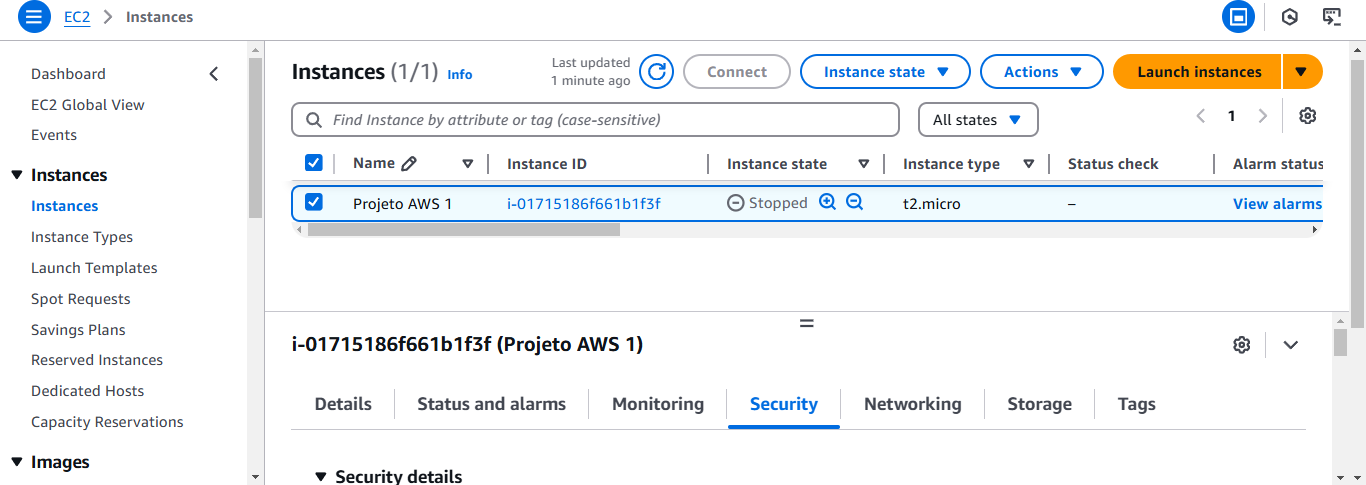 EC2 > Instances
Dashboard
EC2 Global View
Events
Instances
Instances
Instance Types
Launch Templates
Spot Requests
Savings Plans
Reserved Instances
Dedicated Hosts
Capacity Reservations
Images
Instances (1/1) Info
Last updated
1 minute ago
Connect
Instance state
Actions
Launch instances
Find Instance by attribute or tag (case-sensitive)
All states
1
Name Instance ID Instance state Instance type Status check Alarm status
Projeto AWS 1 i-01715186f661b1f3f Stopped t2.micro – View alarms
i-01715186f661b1f3f (Projeto AWS 1)
Details Status and alarms Monitoring Security Networking Storage Tags
Security details